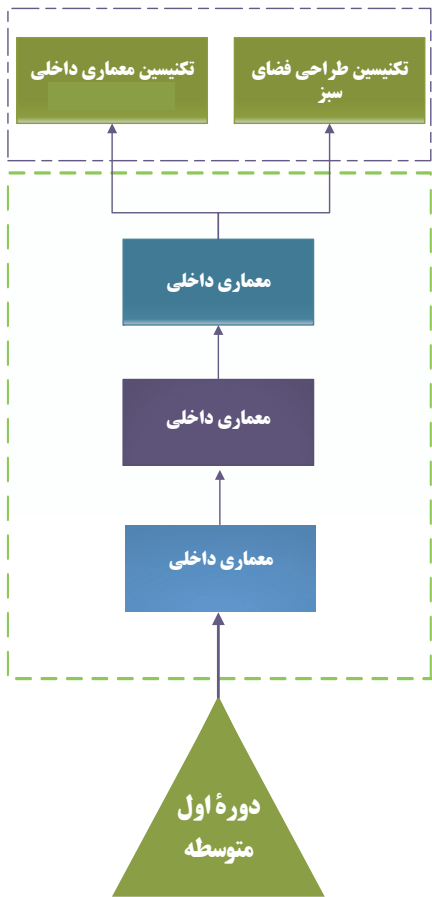 تکنیسین طراحی فضای
سبز
تکنیسین معماری داخلی
معماری داخلی
معماری داخلی
معماری داخلی
دورهٔ اول
متوسطه